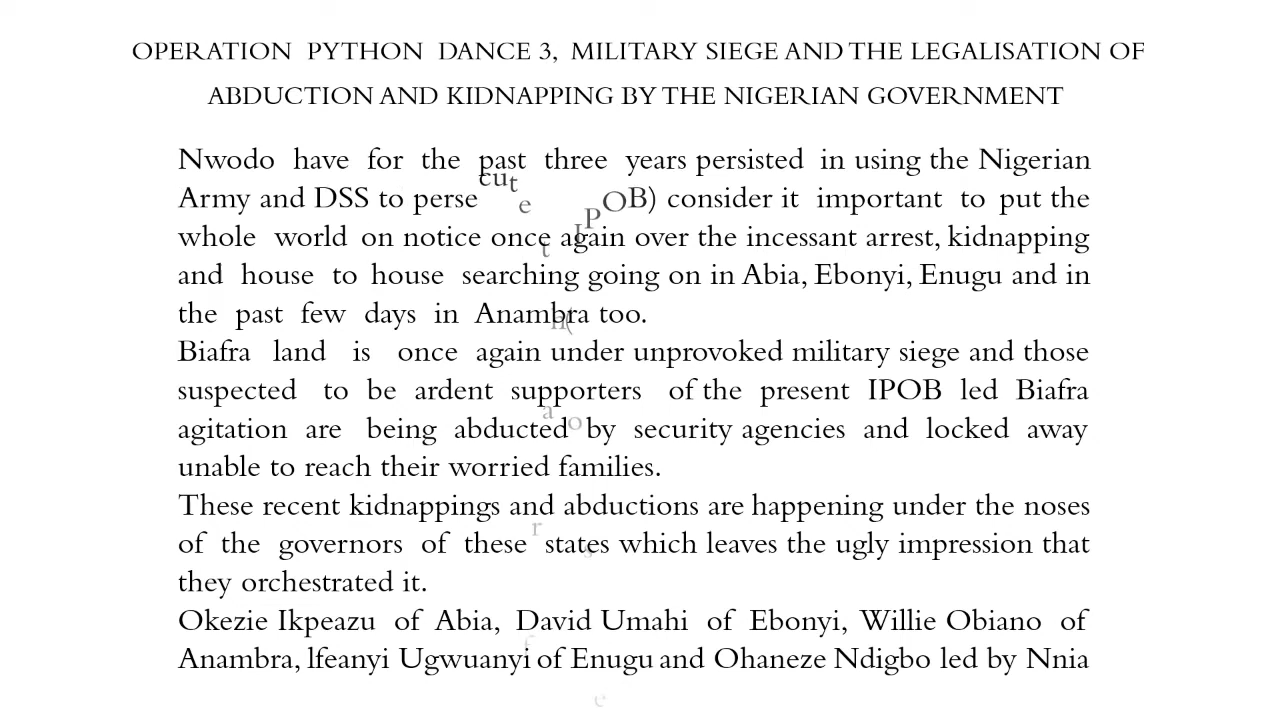 OPERATION PYTHON DANCE 3, MILITARY SIEGE AND THE LEGALISATION OF
ABDUCTION AND KIDNAPPING BY THE NIGERIAN GOVERNMENT
Nwodo have for the past three years persisted in using the Nigerian
Army and DSS to persecute IPOB) consider it important to put the
whole world on notice once again over the incessant arrest, kidnapping
and house to house searching going on in Abia, Ebonyi, Enugu and in
the past few days in Anambra too.
Biafra land is once again under unprovoked military siege and those
suspected to be ardent supporters of the present IPOB led Biafra
agitation are being abducted by security agencies and locked away
unable to reach their worried families.
These recent kidnappings and abductions are happening under the noses
of the governors of these states which leaves the ugly impression that
they orchestrated it.
Okezie Ikpeazu of Abia, David Umahi of Ebonyi, Willie Obiano of
Anambra, lfeanyi Ugwuanyi of Enugu and Ohaneze Ndigbo led by Nnia